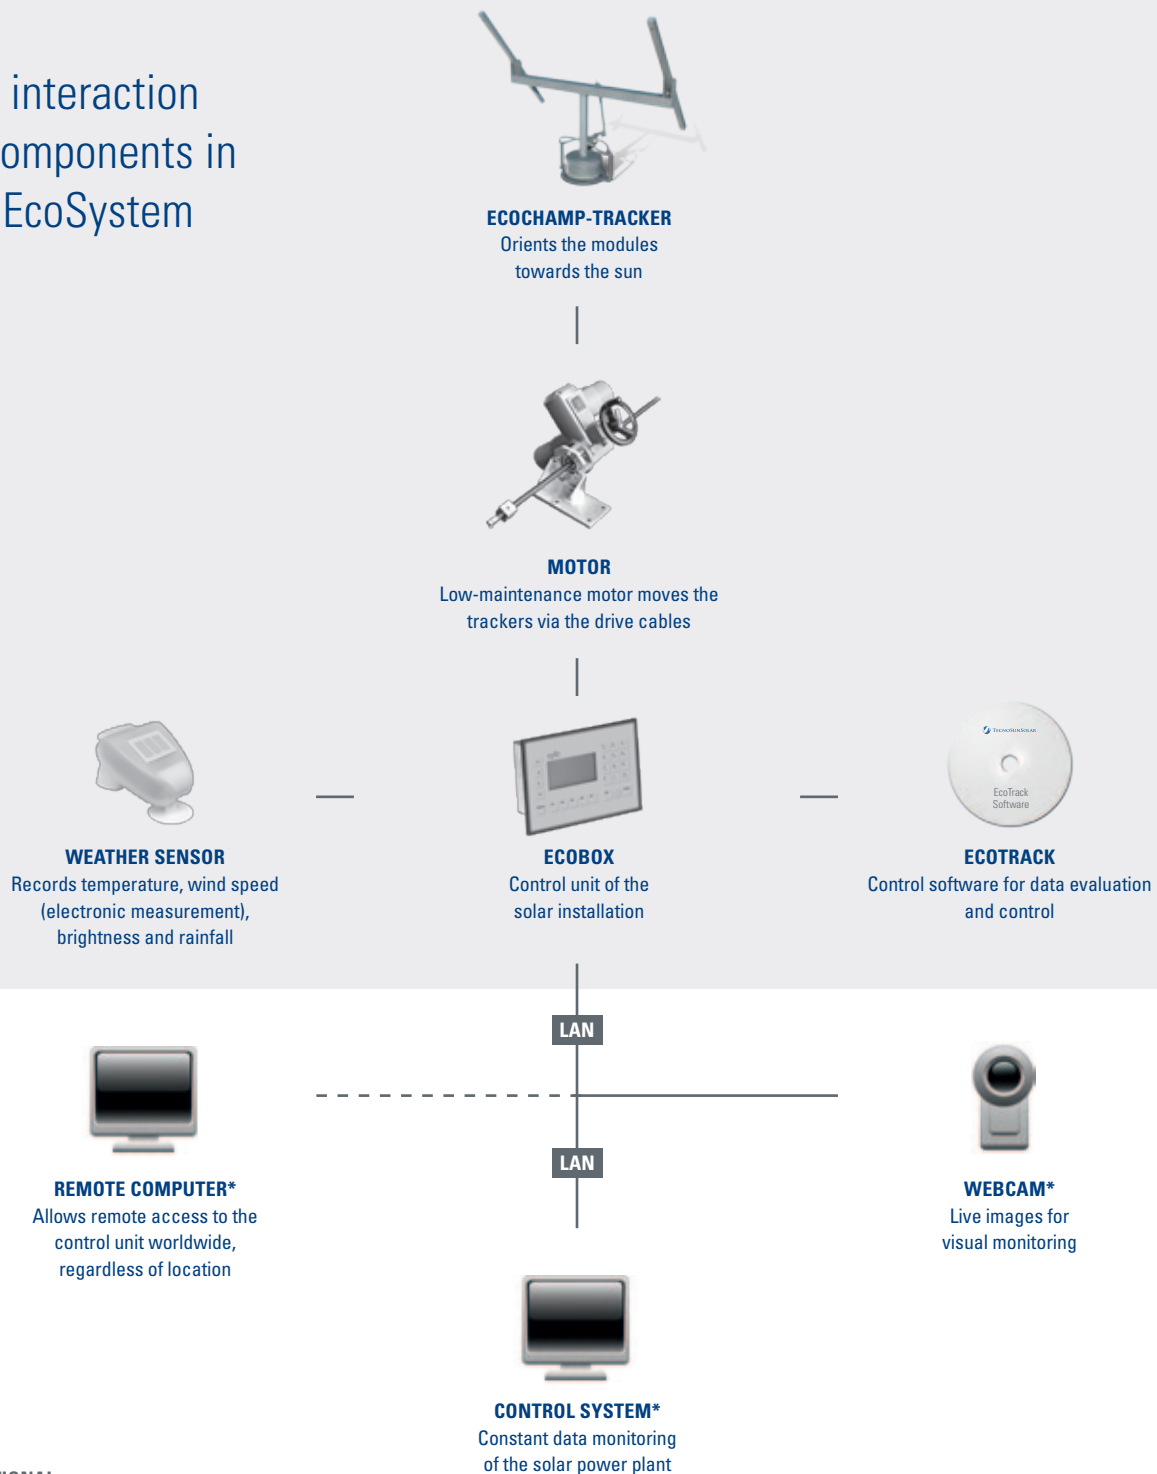 interaction
omponents in
EcoSystem
ECOCHAMP-TRACKER
Orients the modules
towards the sun
MOTOR
Low-maintenance motor moves the
trackers via the drive cables
TECNOSUNSOLAR
EcoTrack
Software
WEATHER SENSOR
Records temperature, wind speed
(electronic measurement),
brightness and rainfall
ECOBOX
Control unit of the
solar installation
ECOTRACK
Control software for data evaluation
and control
LAN
LAN
REMOTE COMPUTER*
Allows remote access to the
control unit worldwide,
regardless of location
WEBCAM*
Live images for
visual monitoring
CONTROL SYSTEM*
Constant data monitoring
of the solar power plant